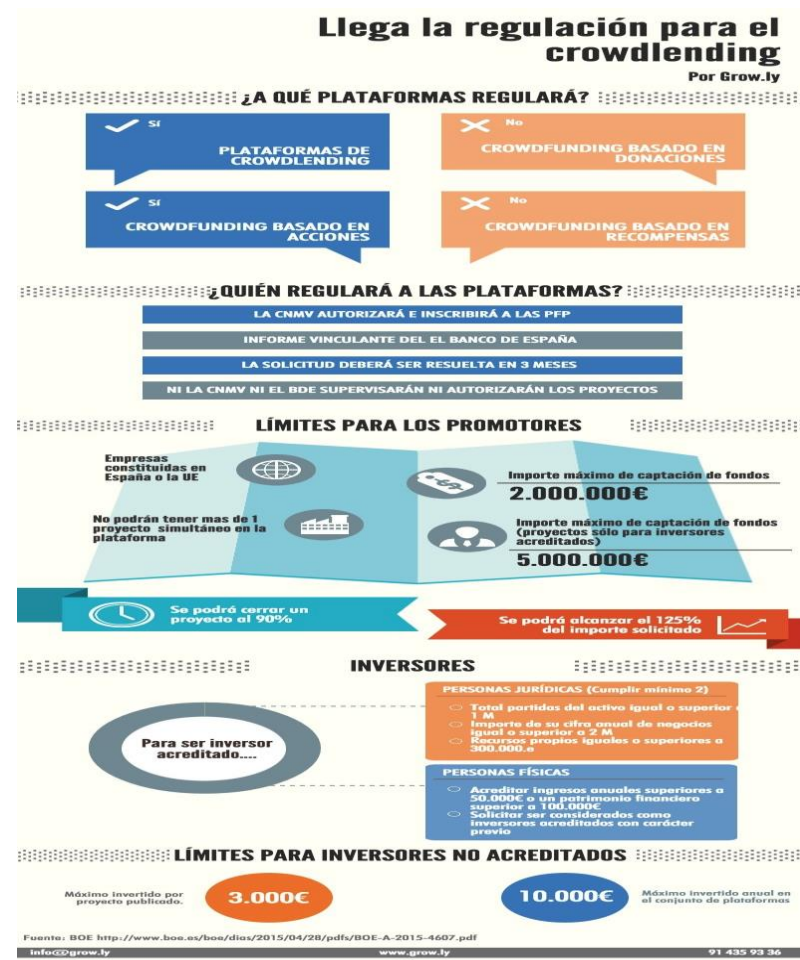 Llega la regulación para el
crowdlending
Por Grow.ly
¿A QUÉ PLATAFORMAS REGULARÁ?
Sí
PLATAFORMAS DE
CROWDLENDING
No
CROWDFUNDING BASADO EN
DONACIONES
Sí
CROWDFUNDING BASADO EN
ACCIONES
No
CROWDFUNDING BASADO EN
RECOMPENSAS
¿QUIÉN REGULARÁ A LAS PLATAFORMAS?
LA CNMV AUTORIZARÁ E INSCRIBIRÁ A LAS PFP
INFORME VINCULANTE DEL EL BANCO DE ESPAÑA
LA SOLICITUD DEBERÁ SER RESUELTA EN 3 MESES
NI LA CNMV NI EL BDE SUPERVISARÁN NI AUTORIZARÁN LOS PROYECTOS
LÍMITES PARA LOS PROMOTORES
Empresas
constituidas en
España o la UE
No podrán tener mas de 1
proyecto simultáneo en la
plataforma
Importe máximo de captación de fondos
2.000.000€
Importe máximo de captación de fondos
(proyectos sólo para inversores
acreditados)
5.000.000€
Se podrá cerrar un
proyecto al 90%
Se podrá alcanzar el 125%
del importe solicitado
INVERSORES
Para ser inversor
acreditado....
PERSONAS JURÍDICAS (Cumplir mínimo 2)
Total partidas del activo igual o superior a
1 M
Importe de su cifra anual de negocios
igual o superior a 2 M
Recursos propios iguales o superiores a
300.000.e
PERSONAS FÍSICAS
Acreditar ingresos anuales superiores a
50.000€ o un patrimonio financiero
superior a 100.000€
Solicitar ser considerados como
inversores acreditados con carácter
previo
LÍMITES PARA INVERSORES NO ACREDITADOS
Máximo invertido por
proyecto publicado.
3.000€
10.000€
Máximo invertido anual en
el conjunto de plataformas
Fuente: BOE http://www.boe.es/boe/dias/2015/04/28/pdfs/BOE-A-2015-4607.pdf
info@grow.ly
www.grow.ly
91 435 93 36